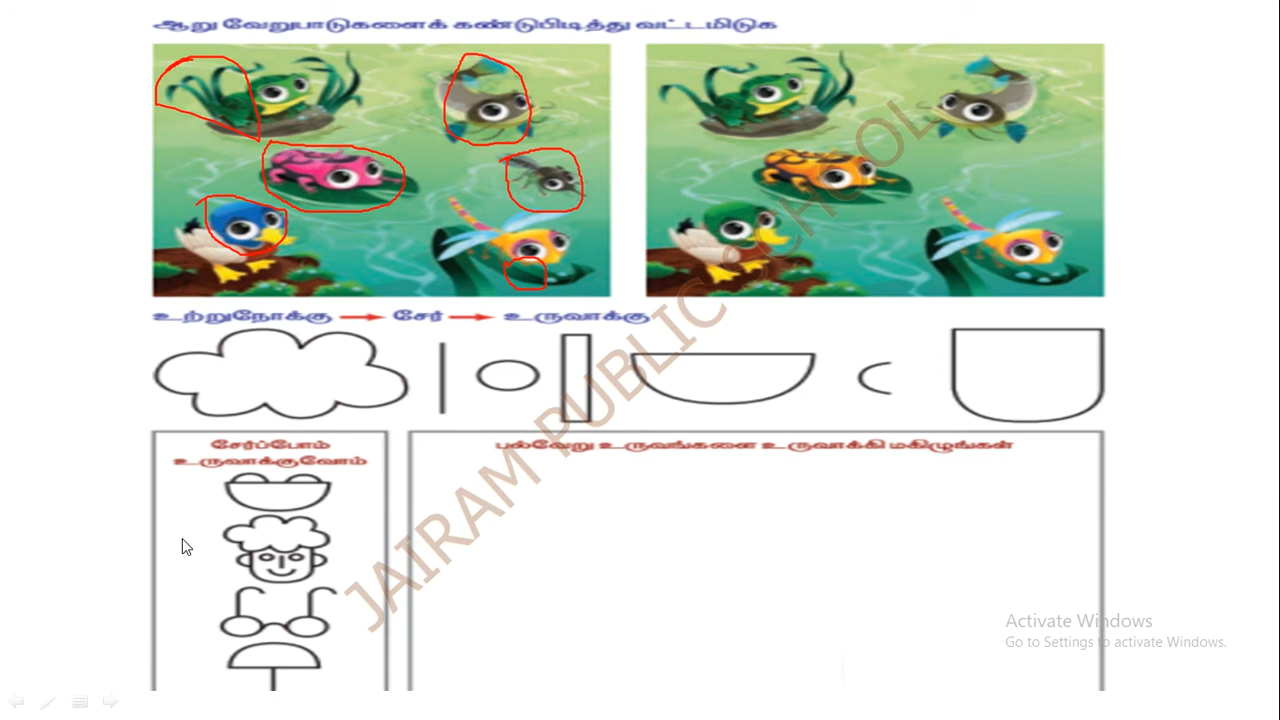 ஆறு வேறுபாடுகளைக் கண்டுபிடித்து வட்டமிடுக
உற்றுநோக்கு → சேர் → உருவாக்கு
சேர்ப்போம்
உருவாக்குவோம்
பல்வேறு உருவங்களை உருவாக்கி மகிழுங்கள்
JAIRAM PUBLIC SCHOOL
Activate Windows
Go to Settings to activate Windows.